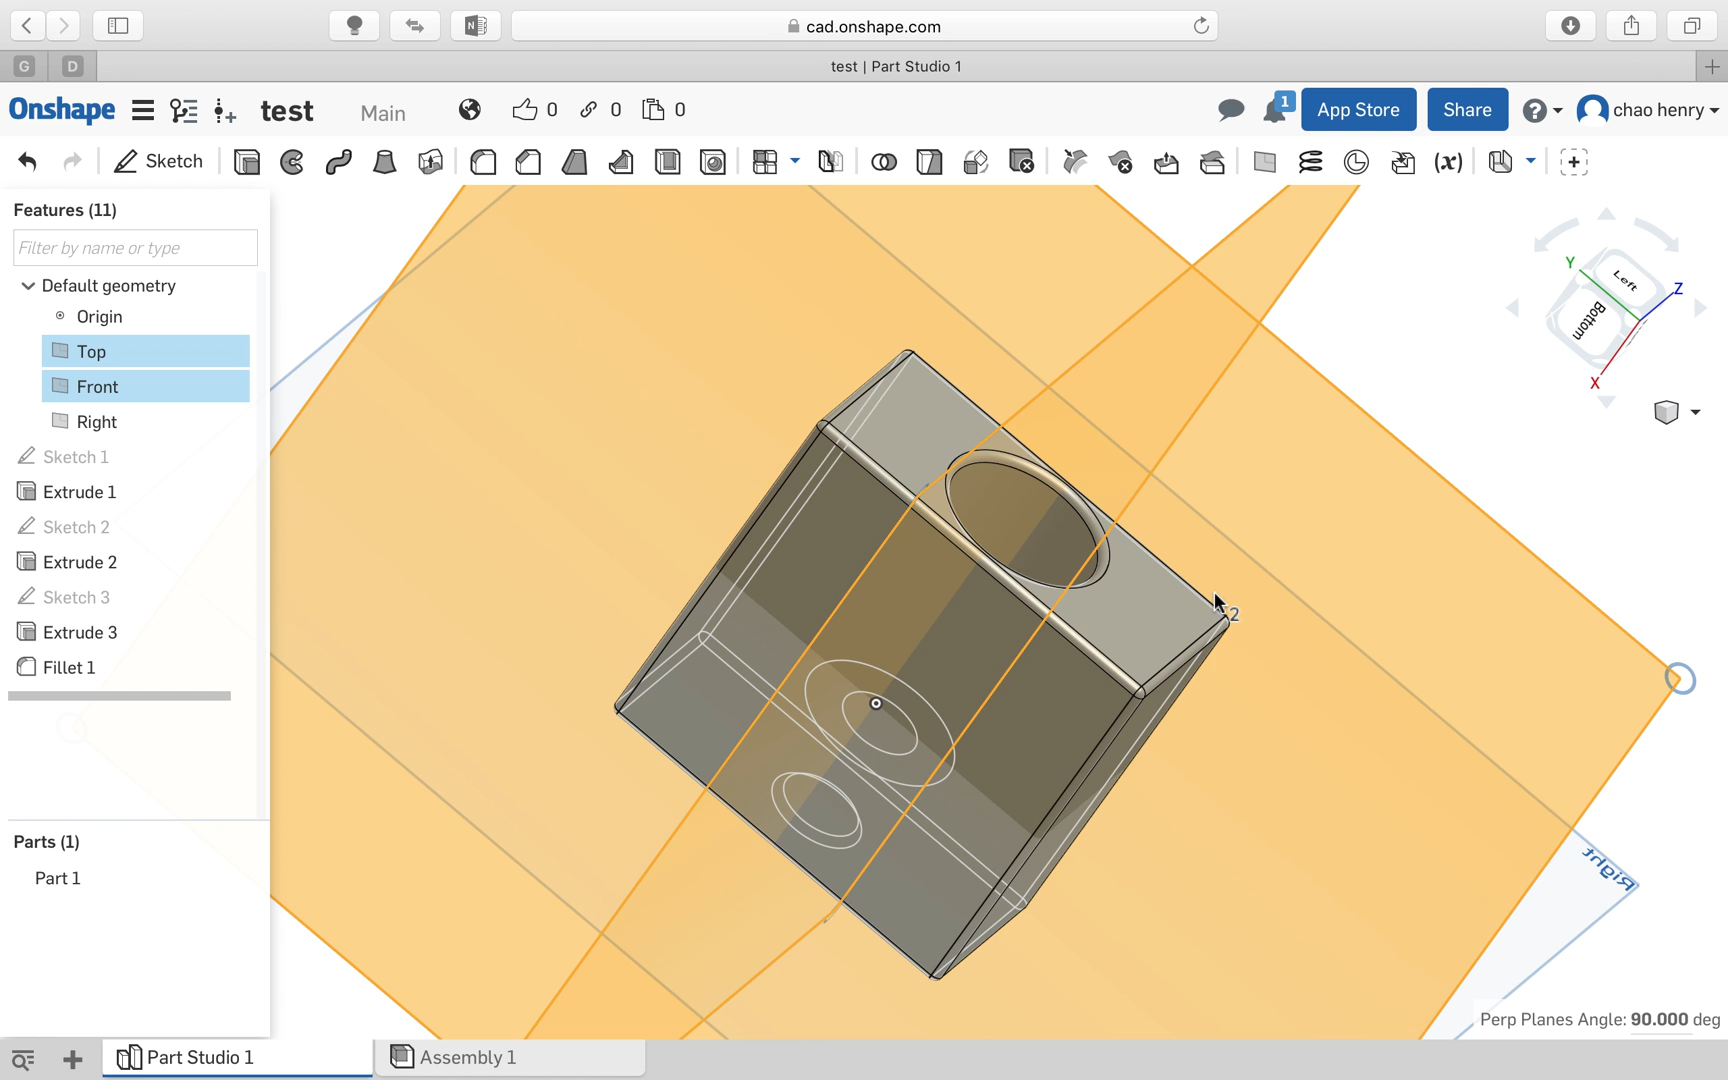 cad.onshape.com
G
D
test | Part Studio 1
Onshape
test
Main
0
0
0
1
App Store
Share
chao henry
Sketch
(x)
Features (11)
Filter by name or type
Default geometry
Origin
Top
Front
Right
Sketch 1
Extrude 1
Sketch 2
Extrude 2
Sketch 3
Extrude 3
Fillet 1
Parts (1)
Part 1
Y
Left
Z
Bottom
X
2
Right
Perp Planes Angle: 90.000 deg
Part Studio 1
Assembly 1